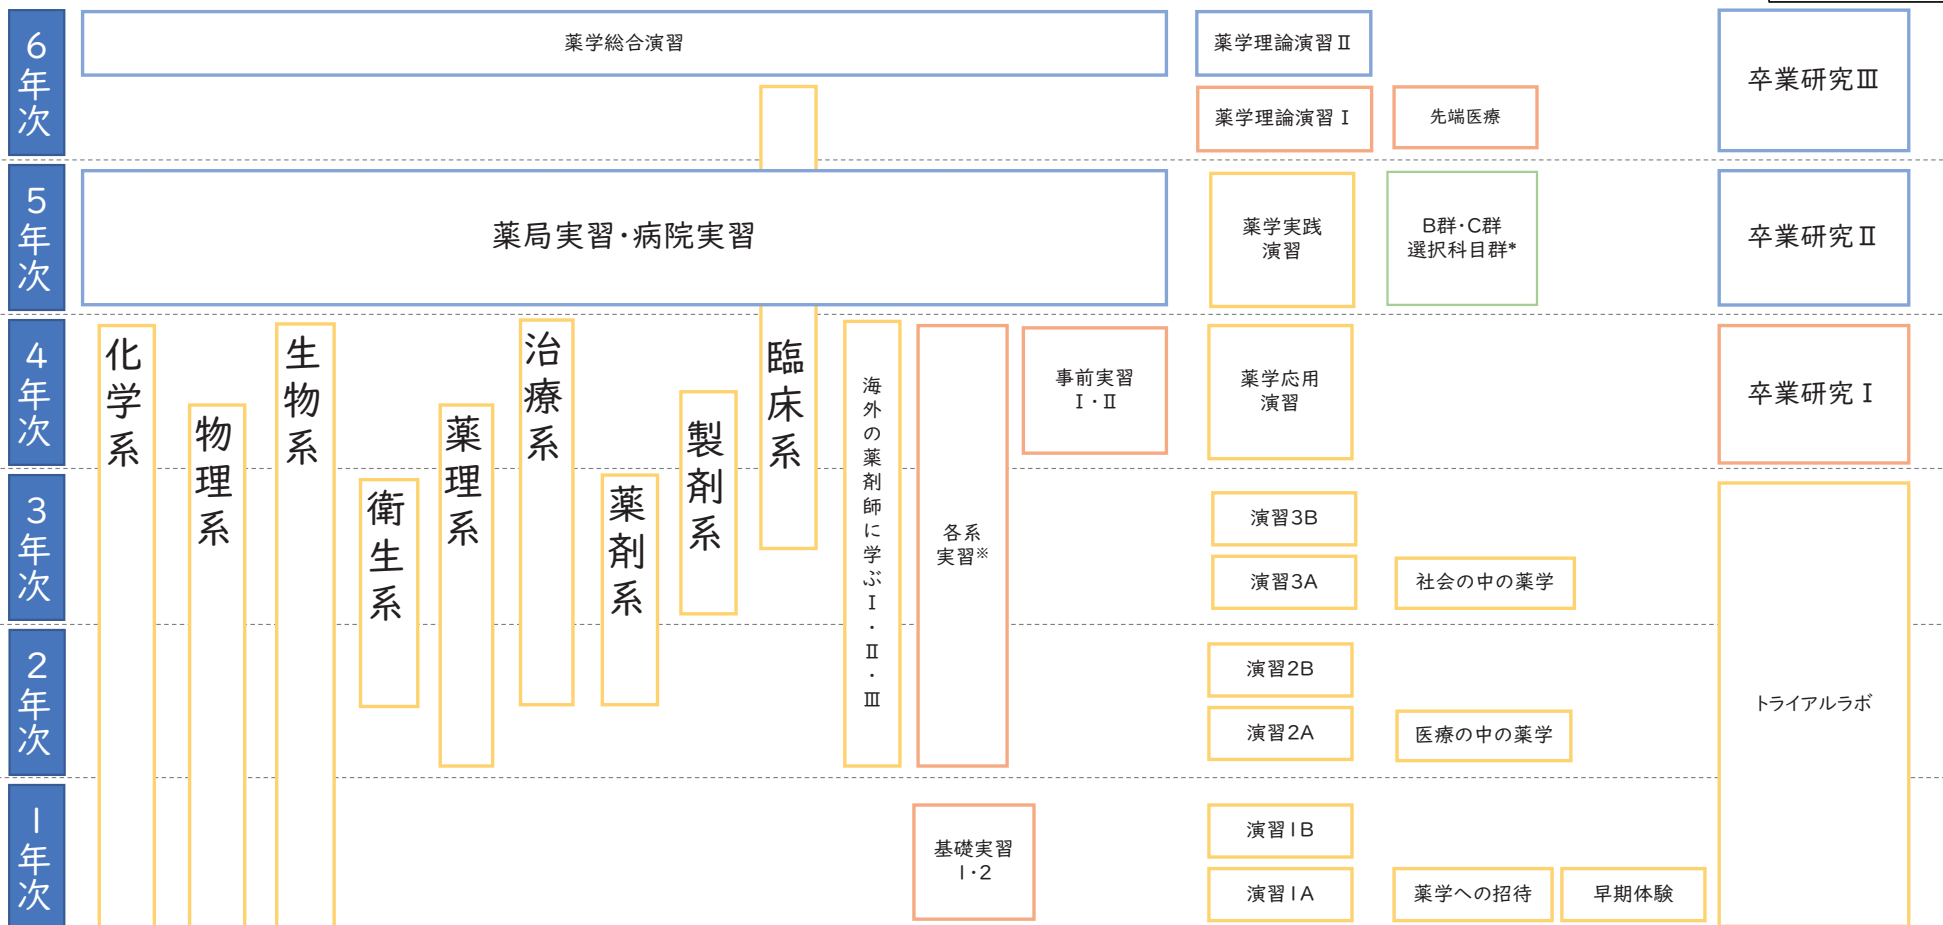 6年次
薬学総合演習
薬学理論演習Ⅱ
卒業研究Ⅲ
薬学理論演習Ⅰ
先端医療
5年次
薬局実習・病院実習
薬学実践
演習
B群・C群
選択科目群*
卒業研究Ⅱ
4年次
化学系
物理系
生物系
衛生系
薬理系
治療系
薬剤系
製剤系
臨床系
海外の薬剤師に学ぶⅠ・Ⅱ・Ⅲ
各系
実習※
事前実習
Ⅰ・Ⅱ
薬学応用
演習
卒業研究Ⅰ
3年次
演習3B
演習3A
社会の中の薬学
トライアルラボ
2年次
演習2B
演習2A
医療の中の薬学
1年次
基礎実習
1・2
演習1B
演習1A
薬学への招待
早期体験